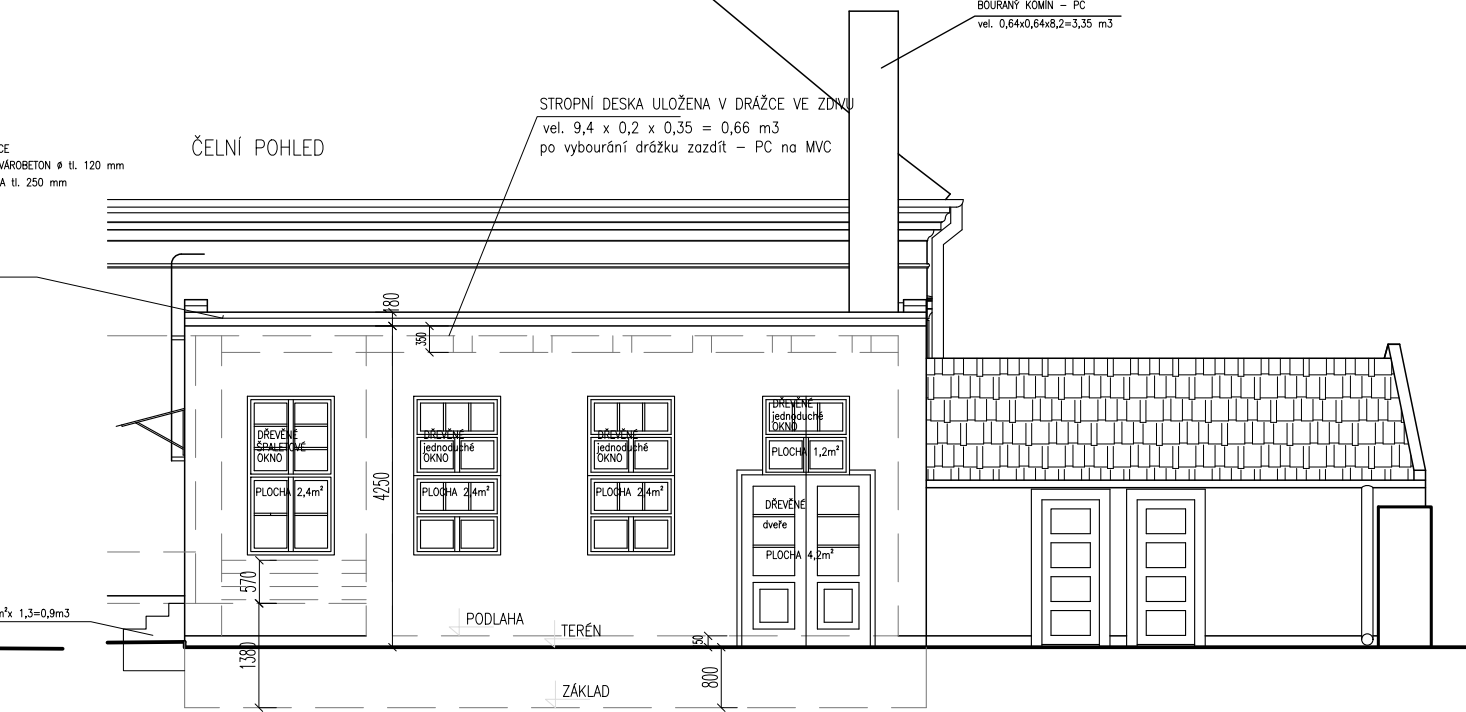 BOURANÝ KOMÍN – PC
vel. 0,64x0,64x8,2=3,35 m3
STROPNÍ DESKA ULOŽENA V DRÁŽCE VE ZDIVU
vel. 9,4 x 0,2 x 0,35 = 0,66 m3
po vybourání drážku zazdít – PC na MVC
ČELNÍ POHLED
CE
VÁROBETON ø tl. 120 mm
A tl. 250 mm
180
350
4250
DŘEVĚNÉ
ŠPALETOVÉ
OKNO
PLOCHA 2,4m²
DŘEVĚNÉ
jednoduché
OKNO
PLOCHA 2,4m²
DŘEVĚNÉ
jednoduché
OKNO
PLOCHA 2,4m²
DŘEVĚNÉ
jednoduché
OKNO
PLOCHA 1,2m²
DŘEVĚNÉ
dveře
PLOCHA 4,2m²
570
m²x 1,3=0,9m3
PODLAHA
TERÉN
50
1380
800
ZÁKLAD